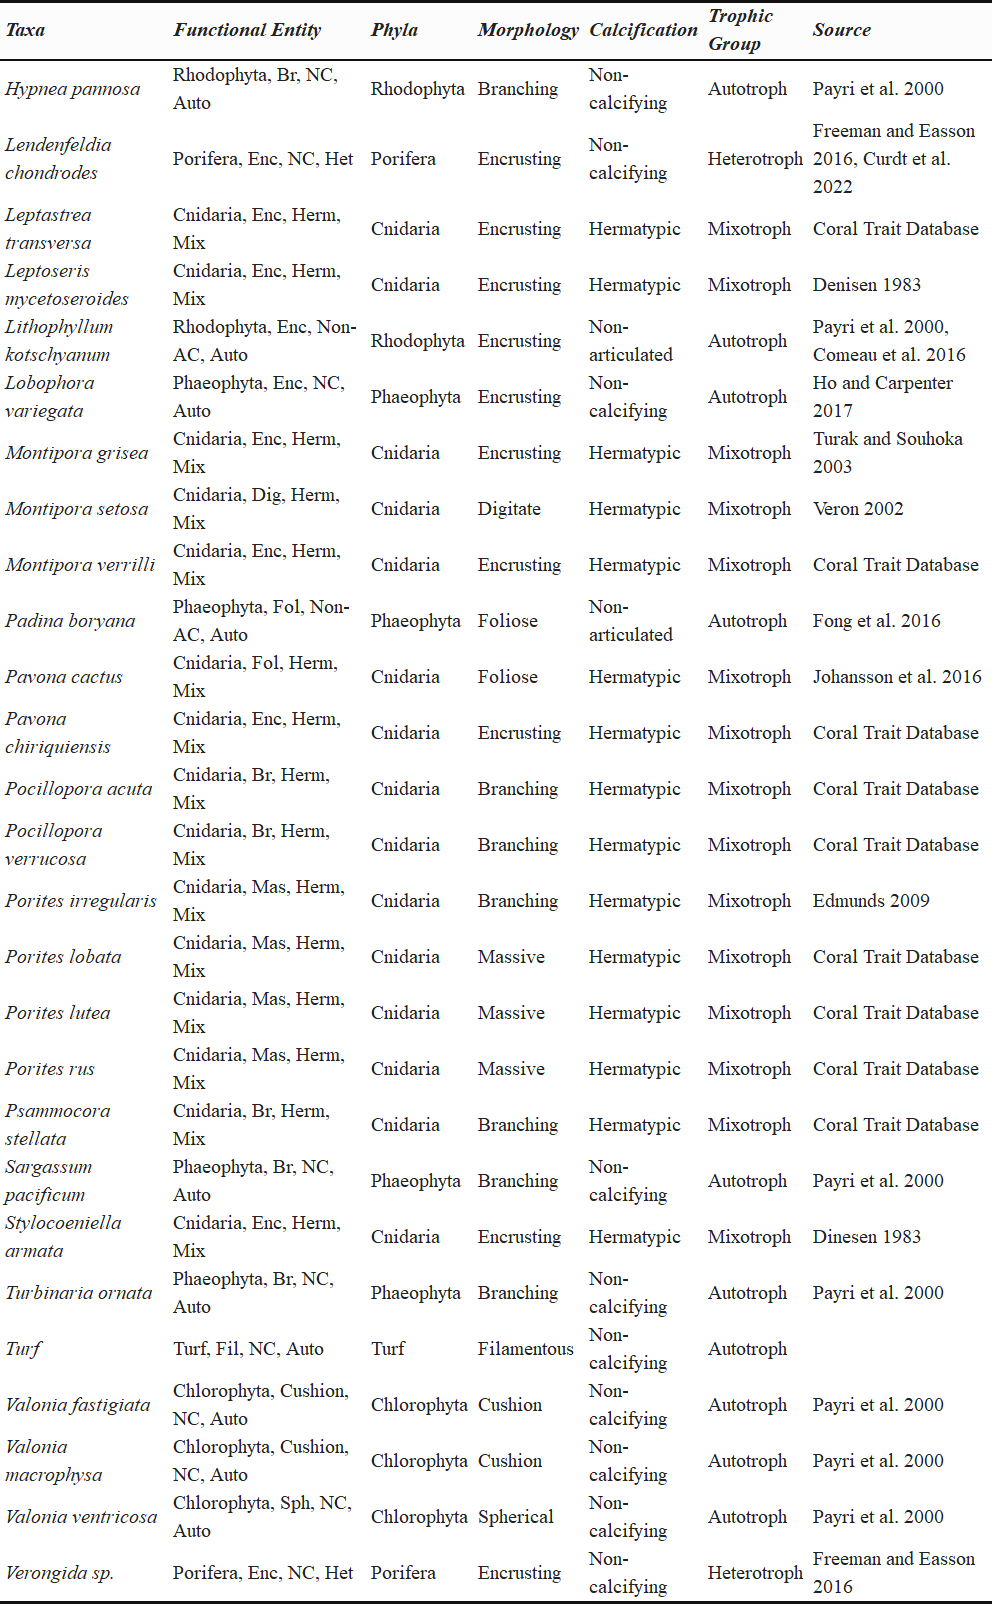 Taxa Functional Entity Phyla Morphology Calcification Trophic Group Source
Hypnea pannosa Rhodophyta, Br, NC, Auto Rhodophyta Branching Non-calcifying Autotroph Payri et al. 2000
Lendenfeldia chondrodes Porifera, Enc, NC, Het Porifera Encrusting Non-calcifying Heterotroph Freeman and Easson 2016, Curdt et al. 2022
Leptastrea transversa Cnidaria, Enc, Herm, Mix Cnidaria Encrusting Hermatypic Mixotroph Coral Trait Database
Leptoseris mycetoseroides Cnidaria, Enc, Herm, Mix Cnidaria Encrusting Hermatypic Mixotroph Denisen 1983
Lithophyllum kotschyanum Rhodophyta, Enc, Non-AC, Auto Rhodophyta Encrusting Non-articulated Autotroph Payri et al. 2000, Comeau et al. 2016
Lobophora variegata Phaeophyta, Enc, NC, Auto Phaeophyta Encrusting Non-calcifying Autotroph Ho and Carpenter 2017
Montipora grisea Cnidaria, Enc, Herm, Mix Cnidaria Encrusting Hermatypic Mixotroph Turak and Souhoka 2003
Montipora setosa Cnidaria, Dig, Herm, Mix Cnidaria Digitate Hermatypic Mixotroph Veron 2002
Montipora verrilli Cnidaria, Enc, Herm, Mix Cnidaria Encrusting Hermatypic Mixotroph Coral Trait Database
Padina boryana Phaeophyta, Fol, Non-AC, Auto Phaeophyta Foliose Non-articulated Autotroph Fong et al. 2016
Pavona cactus Cnidaria, Fol, Herm, Mix Cnidaria Foliose Hermatypic Mixotroph Johansson et al. 2016
Pavona chiriquiensis Cnidaria, Enc, Herm, Mix Cnidaria Encrusting Hermatypic Mixotroph Coral Trait Database
Pocillopora acuta Cnidaria, Br, Herm, Mix Cnidaria Branching Hermatypic Mixotroph Coral Trait Database
Pocillopora verrucosa Cnidaria, Br, Herm, Mix Cnidaria Branching Hermatypic Mixotroph Coral Trait Database
Porites irregularis Cnidaria, Mas, Herm, Mix Cnidaria Branching Hermatypic Mixotroph Edmunds 2009
Porites lobata Cnidaria, Mas, Herm, Mix Cnidaria Massive Hermatypic Mixotroph Coral Trait Database
Porites lutea Cnidaria, Mas, Herm, Mix Cnidaria Massive Hermatypic Mixotroph Coral Trait Database
Porites rus Cnidaria, Mas, Herm, Mix Cnidaria Massive Hermatypic Mixotroph Coral Trait Database
Psammocora stellata Cnidaria, Br, Herm, Mix Cnidaria Branching Hermatypic Mixotroph Coral Trait Database
Sargassum pacificum Phaeophyta, Br, NC, Auto Phaeophyta Branching Non-calcifying Autotroph Payri et al. 2000
Stylocoeniella armata Cnidaria, Enc, Herm, Mix Cnidaria Encrusting Hermatypic Mixotroph Dinesen 1983
Turbinaria ornata Phaeophyta, Br, NC, Auto Phaeophyta Branching Non-calcifying Autotroph Payri et al. 2000
Turf Turf, Fil, NC, Auto Turf Filamentous Non-calcifying Autotroph
Valonia fastigiata Chlorophyta, Cushion, NC, Auto Chlorophyta Cushion Non-calcifying Autotroph Payri et al. 2000
Valonia macrophysa Chlorophyta, Cushion, NC, Auto Chlorophyta Cushion Non-calcifying Autotroph Payri et al. 2000
Valonia ventricosa Chlorophyta, Sph, NC, Auto Chlorophyta Spherical Non-calcifying Autotroph Payri et al. 2000
Verongida sp. Porifera, Enc, NC, Het Porifera Encrusting Non-calcifying Heterotroph Freeman and Easson 2016